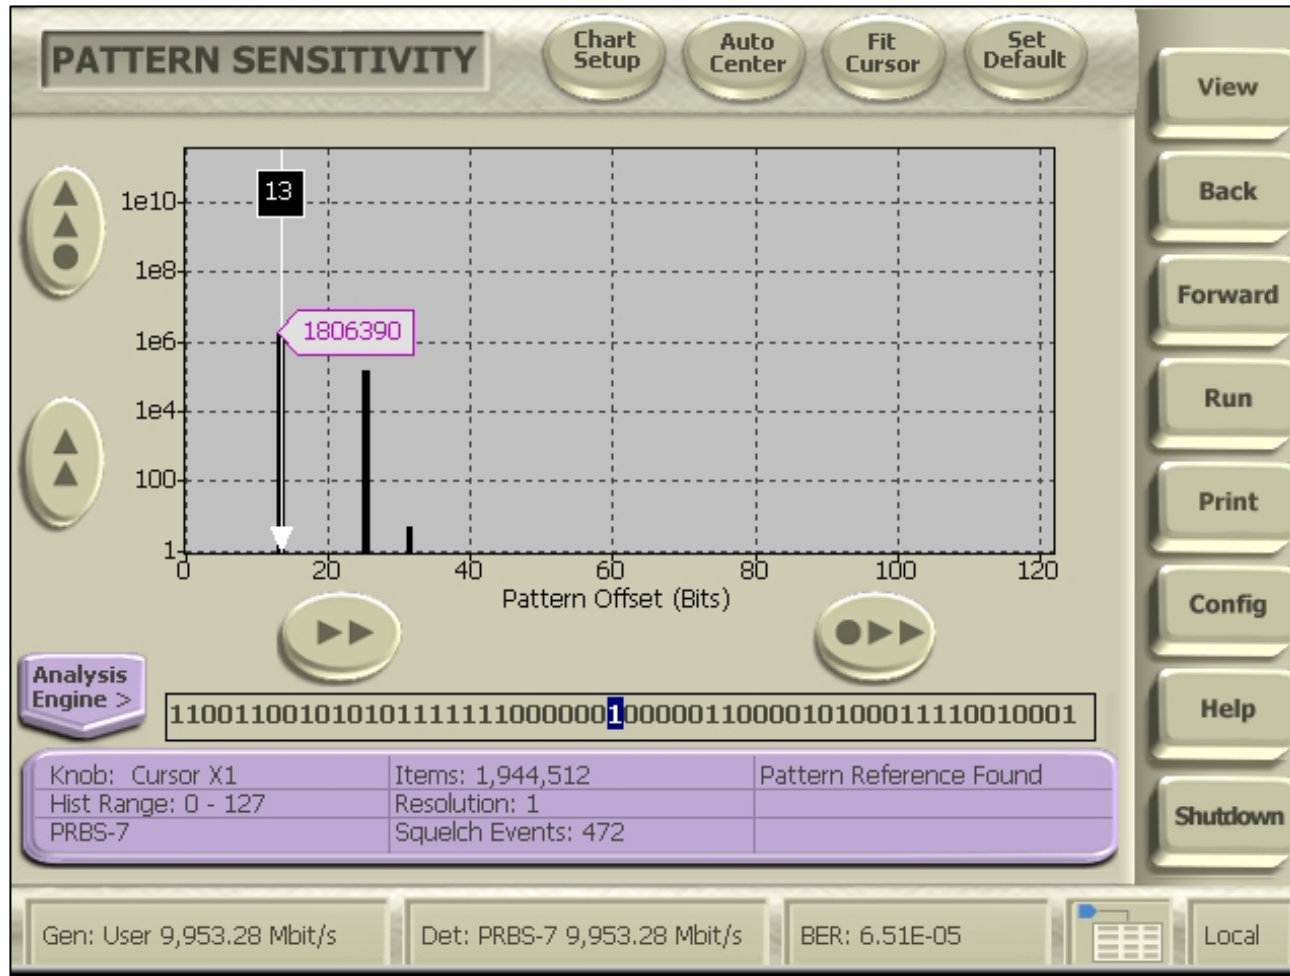 PATTERN SENSITIVITY
Chart
Setup
Auto
Center
Fit
Cursor
Set
Default
View
Back
Forward
Run
Print
Config
Help
Shutdown
1e10
1e8
1e6
1e4
100
1
13
1806390
0 20 40 60 80 100 120
Pattern Offset (Bits)
Analysis
Engine >
11001100101010111111100000010000011000010100011110010001
Knob: Cursor X1 Items: 1,944,512 Pattern Reference Found
Hist Range: 0 - 127 Resolution: 1
PRBS-7 Squelch Events: 472
Gen: User 9,953.28 Mbit/s Det: PRBS-7 9,953.28 Mbit/s BER: 6.51E-05 Local